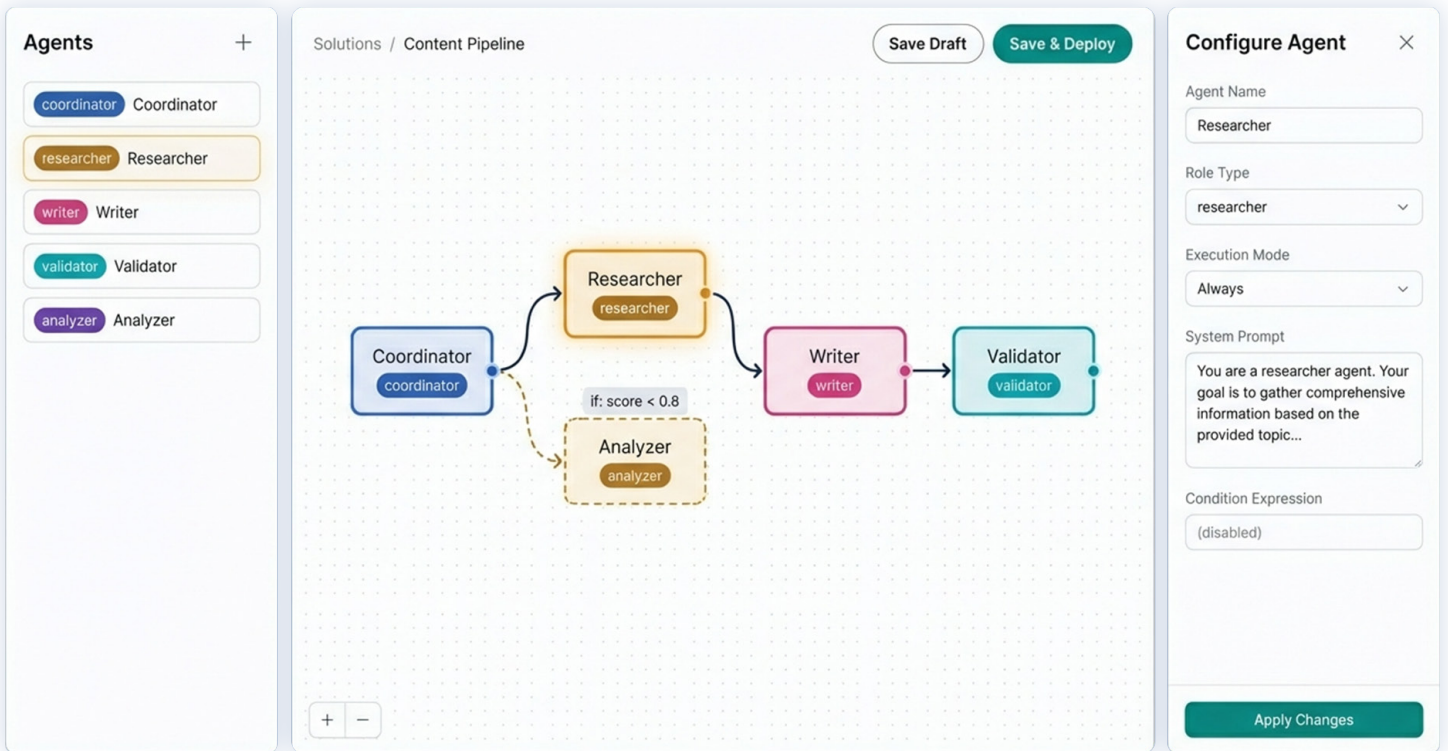 Agents
coordinator Coordinator
researcher Researcher
writer Writer
validator Validator
analyzer Analyzer
Solutions / Content Pipeline
Save Draft
Save & Deploy
Researcher
researcher
Coordinator
coordinator
if: score < 0.8
Analyzer
analyzer
Writer
writer
Validator
validator
Configure Agent
Agent Name
Researcher
Role Type
researcher
Execution Mode
Always
System Prompt
You are a researcher agent. Your
goal is to gather comprehensive
information based on the
provided topic...
Condition Expression
(disabled)
Apply Changes